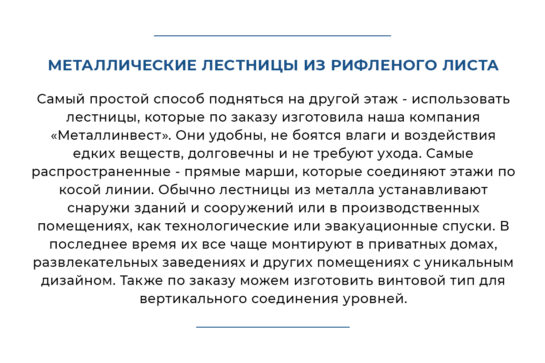 МЕТАЛЛИЧЕСКИЕ ЛЕСТНИЦЫ ИЗ РИФЛЕНОГО ЛИСТА
Самый простой способ подняться на другой этаж - использовать
лестницы, которые по заказу изготовила наша компания
«Металлинвест». Они удобны, не боятся влаги и воздействия
едких веществ, долговечны и не требуют ухода. Самые
распространенные - прямые марши, которые соединяют этажи по
косой линии. Обычно лестницы из металла устанавливают
снаружи зданий и сооружений или в производственных
помещениях, как технологические или эвакуационные спуски. В
последнее время их все чаще монтируют в приватных домах,
развлекательных заведениях и других помещениях с уникальным
дизайном. Также по заказу можем изготовить винтовой тип для
вертикального соединения уровней.